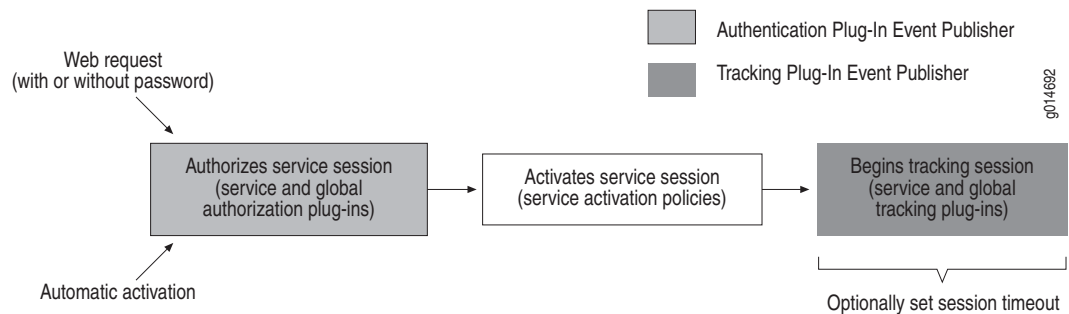 Authentication Plug-In Event Publisher
Tracking Plug-In Event Publisher
g014692
Web request
(with or without password)
Authorizes service session
(service and global
authorization plug-ins)
Activates service session
(service activation policies)
Begins tracking session
(service and global
tracking plug-ins)
Automatic activation
Optionally set session timeout